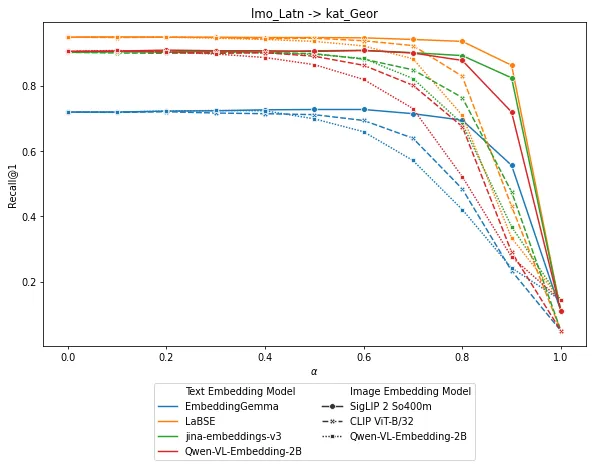 lmo_Latn -> kat_Geor
Recall@1
0.8
0.6
0.4
0.2
0.0 0.2 0.4 0.6 0.8 1.0
α
Text Embedding Model
EmbeddingGemma
LaBSE
jina-embeddings-v3
Qwen-VL-Embedding-2B
Image Embedding Model
SigLIP 2 So400m
CLIP ViT-B/32
Qwen-VL-Embedding-2B